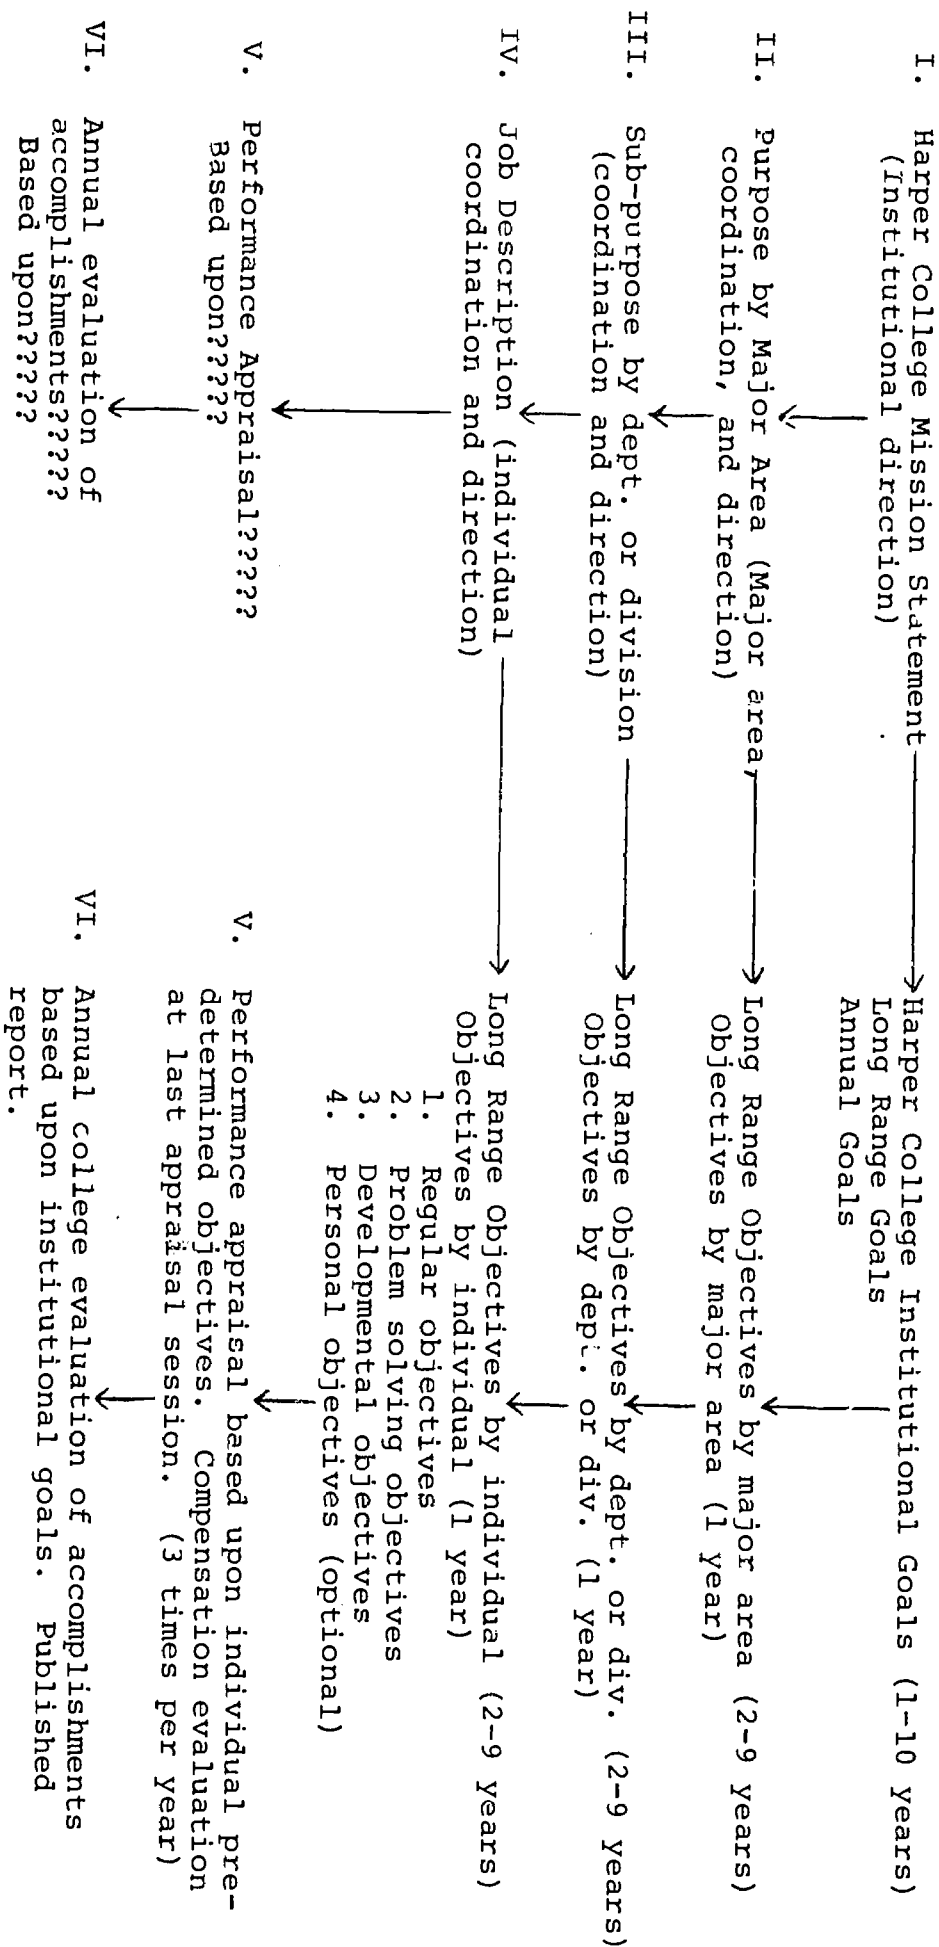 I. Harper College Mission Statement
(Institutional direction)
II. Purpose by Major Area (Major area,
coordination, and direction)
III. Sub-purpose by dept. or division
(coordination and direction)
IV. Job Description (individual
coordination and direction)
V. Performance Appraisal?????
Based upon?????
VI. Annual evaluation of
accomplishments?????
Based upon?????
Harper College Institutional Goals (1-10 years)
Long Range Goals
Annual Goals
Long Range Objectives by major area (2-9 years)
Objectives by major area (1 year)
Long Range Objectives by dept. or div. (2-9 years)
Objectives by dept. or div. (1 year)
Long Range Objectives by individual (2-9 years)
Objectives by individual (1 year)
1. Regular objectives
2. Problem solving objectives
3. Developmental objectives
4. Personal objectives (optional)
V. Performance appraisal based upon individual pre-
determined objectives. Compensation evaluation
at last appraisal session. (3 times per year)
VI. Annual college evaluation of accomplishments
based upon institutional goals. Published
report.